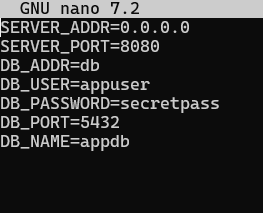 GNU nano 7.2
SERVER_ADDR=0.0.0.0
SERVER_PORT=8080
DB_ADDR=db
DB_USER=appuser
DB_PASSWORD=secretpass
DB_PORT=5432
DB_NAME=appdb